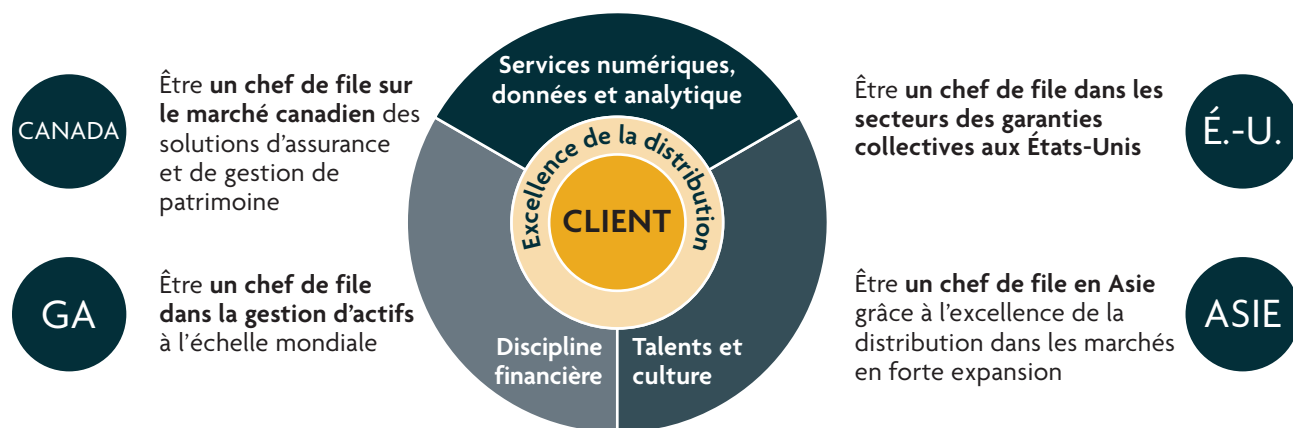 CANADA
Être un chef de file sur
le marché canadien des
solutions d’assurance
et de gestion de
patrimoine
GA
Être un chef de file
dans la gestion d’actifs
à l’échelle mondiale
Services numériques,
données et analytique
Excellence de la distribution
CLIENT
Discipline
financière
Talents et
culture
Être un chef de file dans les
secteurs des garanties
collectives aux États-Unis
É.-U.
Être un chef de file en Asie
grâce à l’excellence de la
distribution dans les marchés
en forte expansion
ASIE